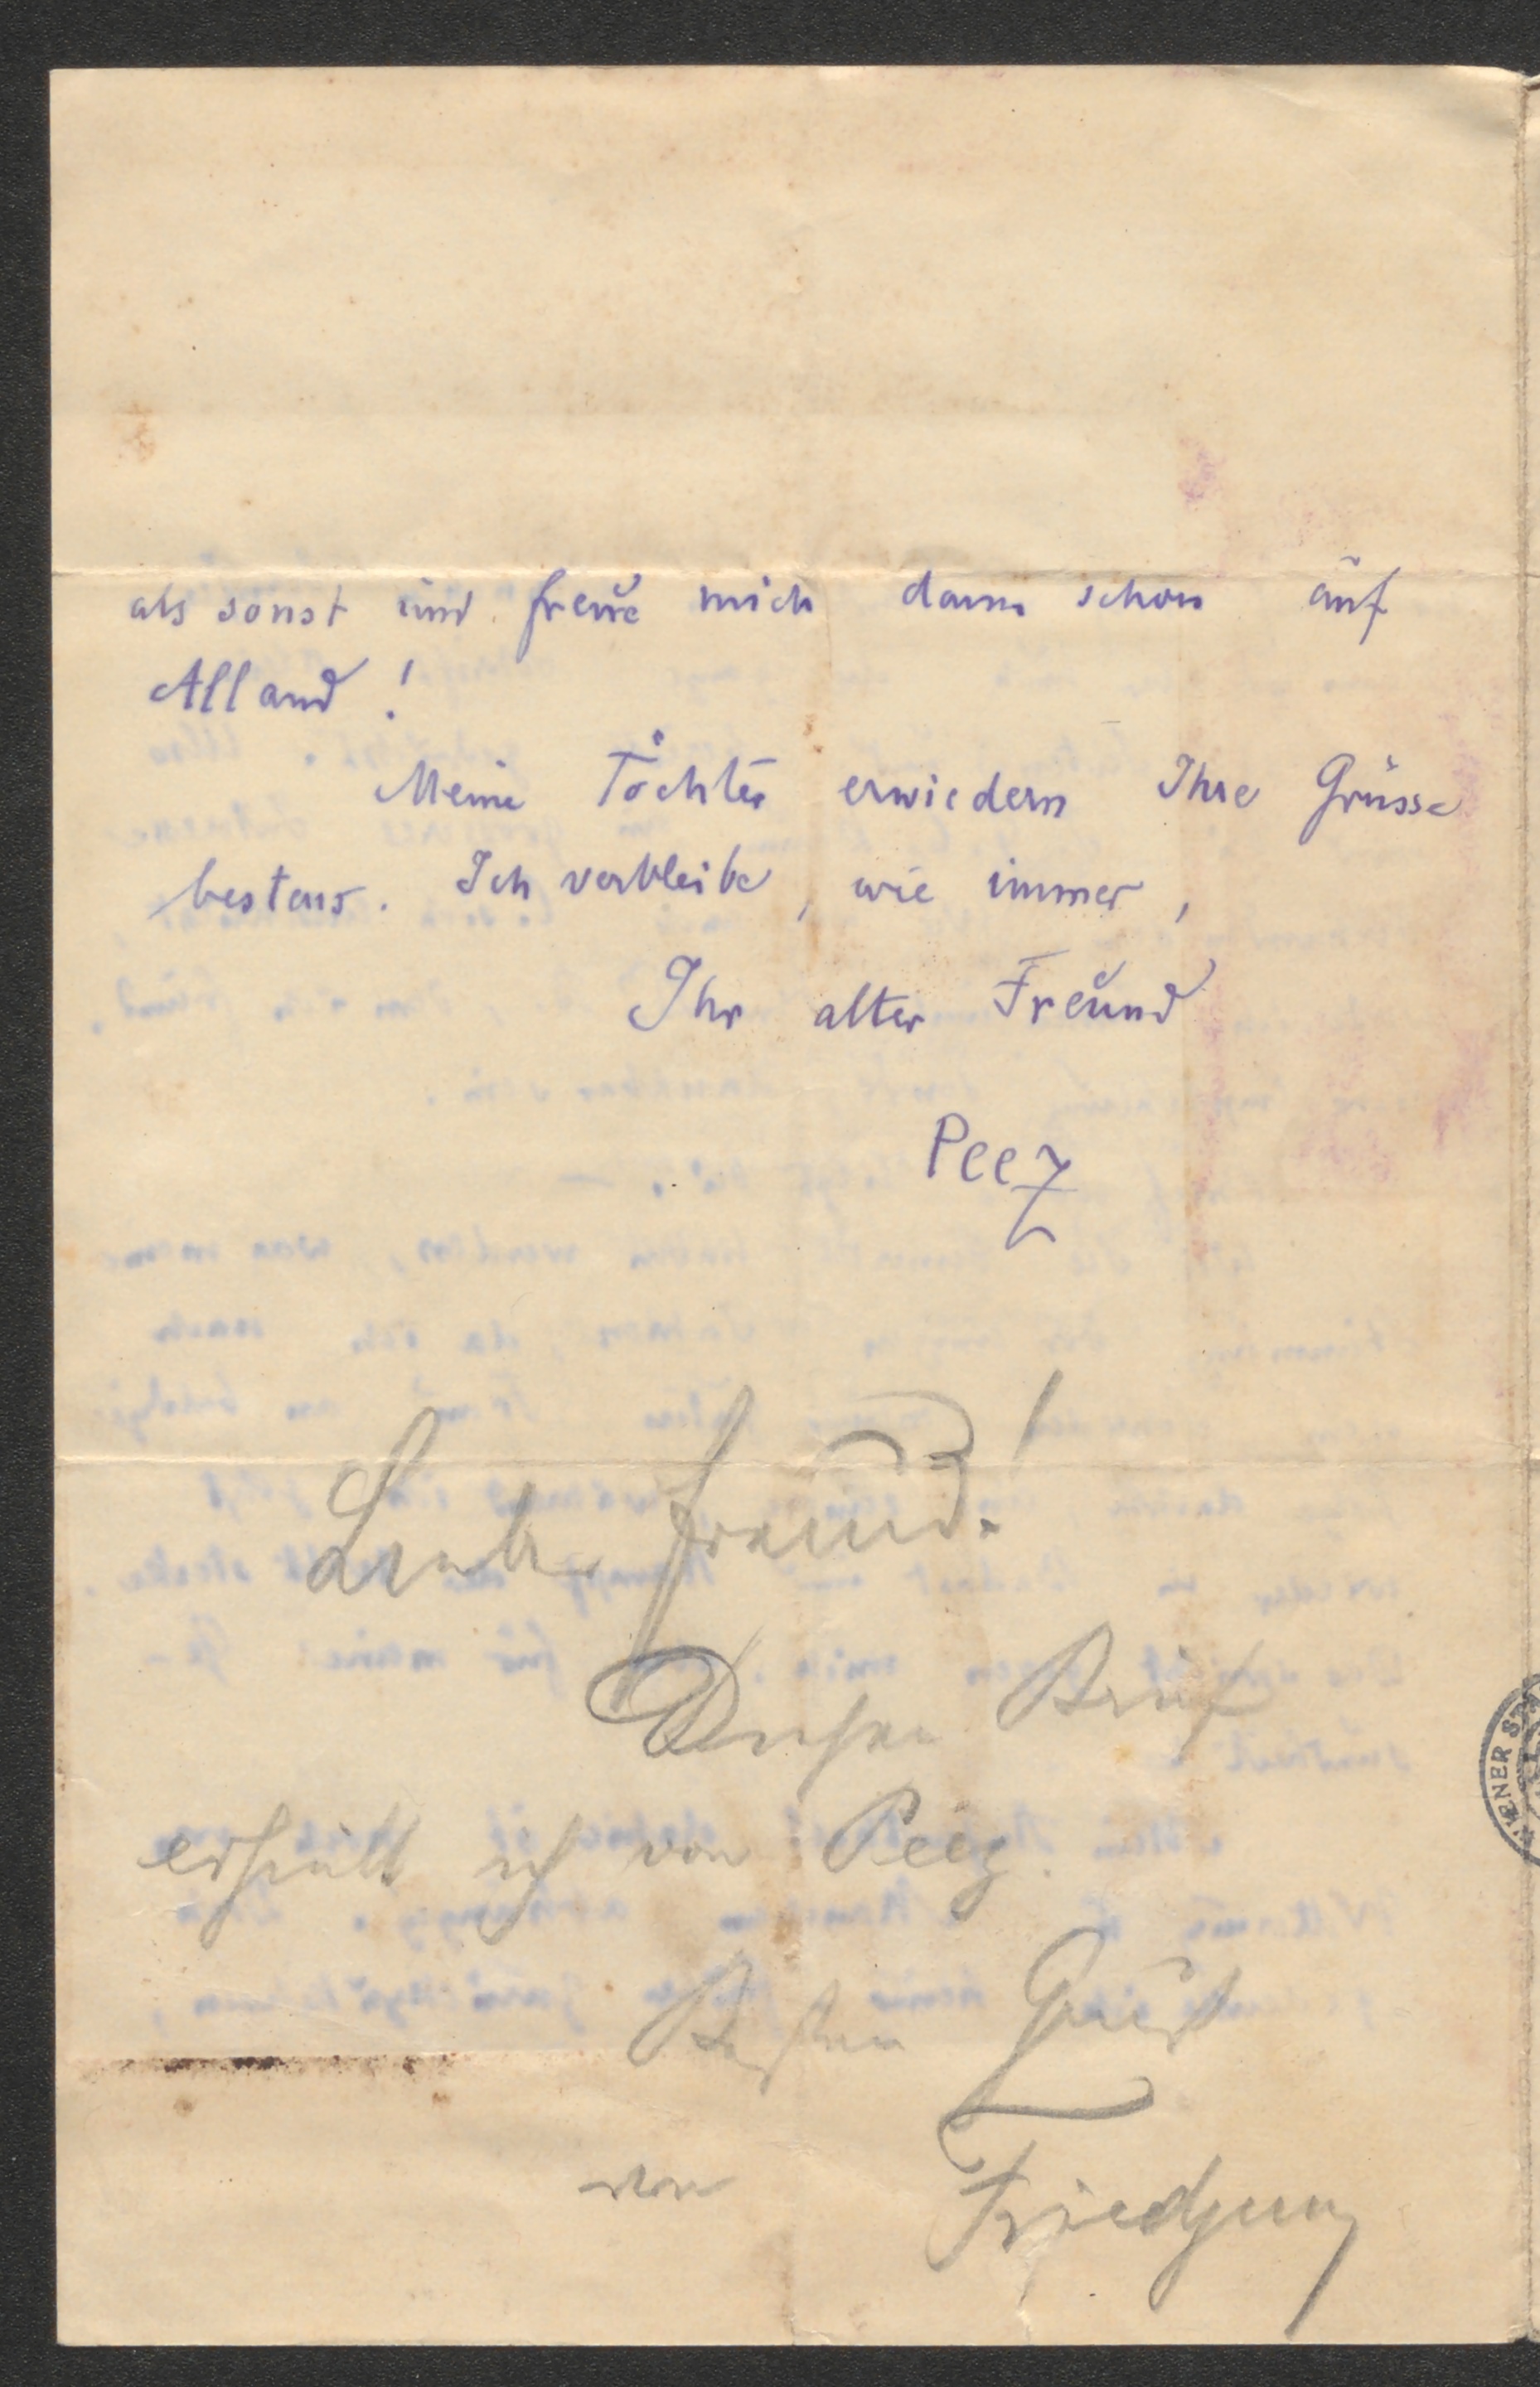 als sonst und freue mich dann schon auf
Alland!
Meine Töchter erwiedern Ihre Grüsse
bestens. Ich verbleibe, wie immer,
Ihr alter Freund
Peez
Lieber Freund!
Diesen Brief
erhielt ich von Peez.
Besten Gruß
von
Friedjung